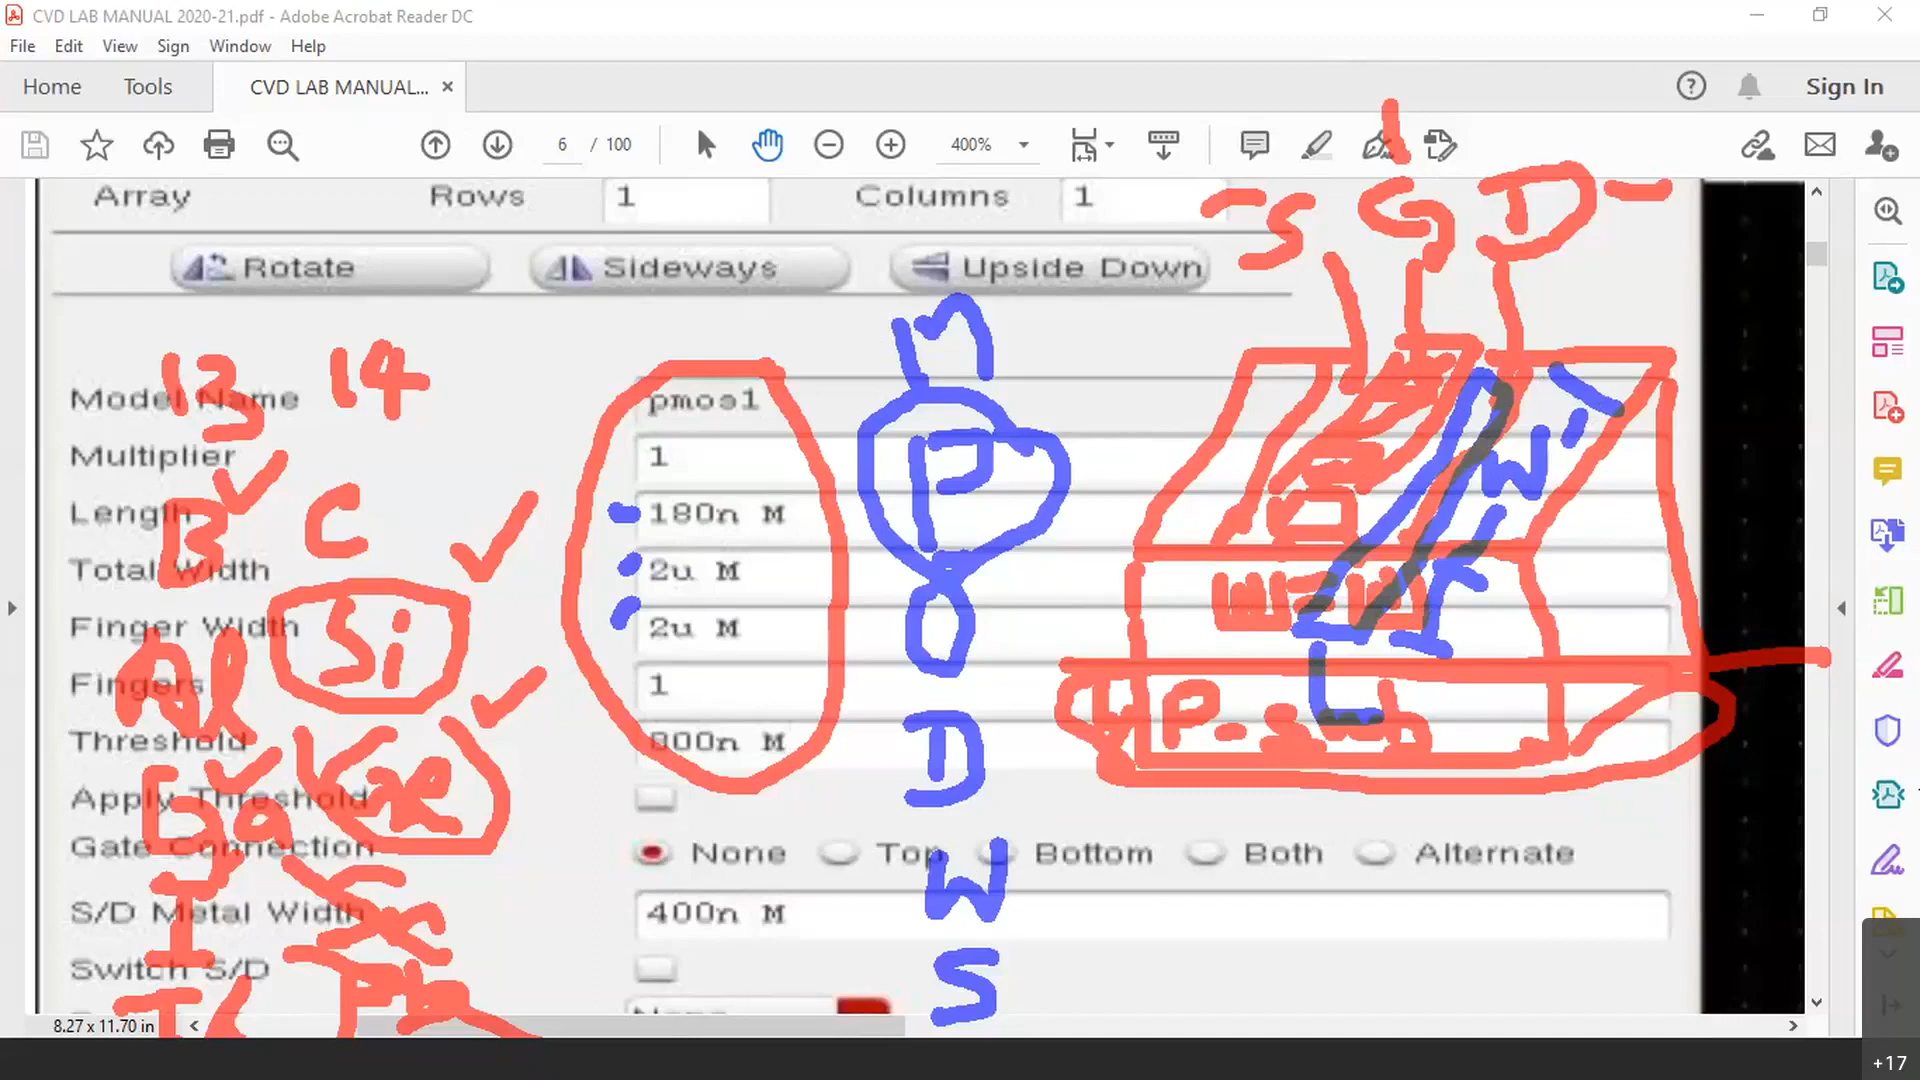 CVD LAB MANUAL 2020-21.pdf - Adobe Acrobat Reader DC
File Edit View Sign Window Help
Home Tools CVD LAB MANUAL... × Sign In
6 / 100 400%
Array Rows 1 Columns 1
S G D
Rotate Sideways Upside Down
13 14
Model Name pmos1
Multiplier 1
P
W
Length 180n M
B C
Total Width 2u M
Finger Width 2u M
Al Si
Fingers 1
L
P-sub
Threshold 800n M
D
Apply Threshold
Ga Ge
Gate Connection None Top Bottom Both Alternate
W
S/D Metal Width 400n M
I
Switch S/D
S
8.27 x 11.70 in
+17